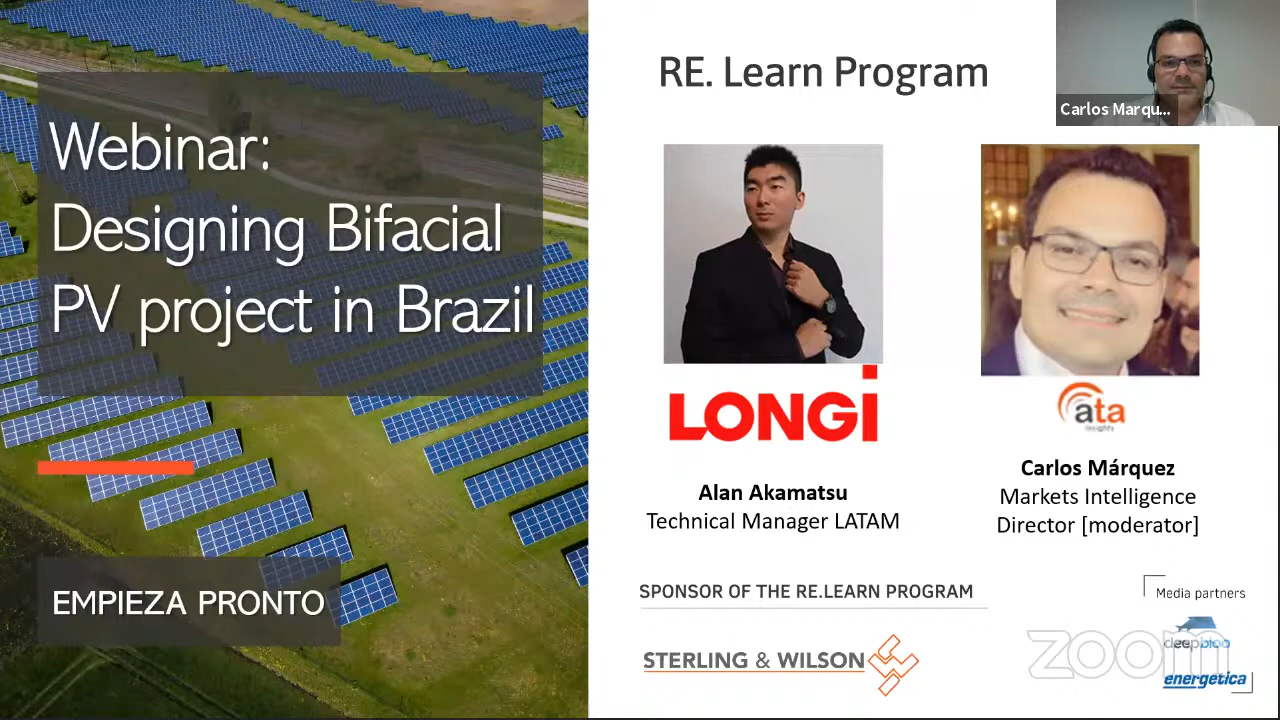 Webinar:
Designing Bifacial
PV project in Brazil
EMPIEZA PRONTO
RE. Learn Program
Carlos Marqu...
LONGi
ata
insights
Alan Akamatsu
Technical Manager LATAM
Carlos Márquez
Markets Intelligence
Director [moderator]
SPONSOR OF THE RE.LEARN PROGRAM
STERLING & WILSON
Media partners
zoom
energetica